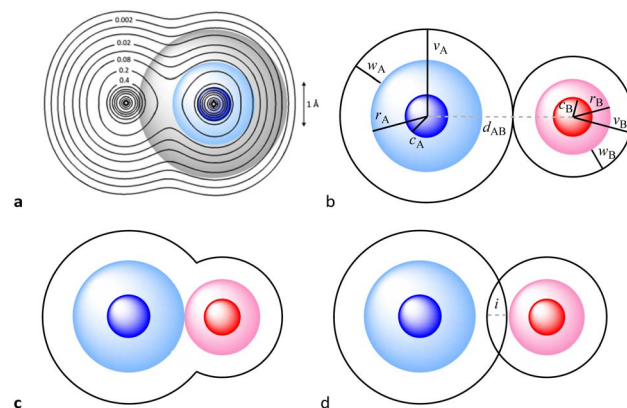 0.002
0.02
0.08
0.2
0.4
1 Å
a
v_A
w_A
r_A
c_A
d_AB
c_B
r_B
v_B
w_B
b
c
i
d